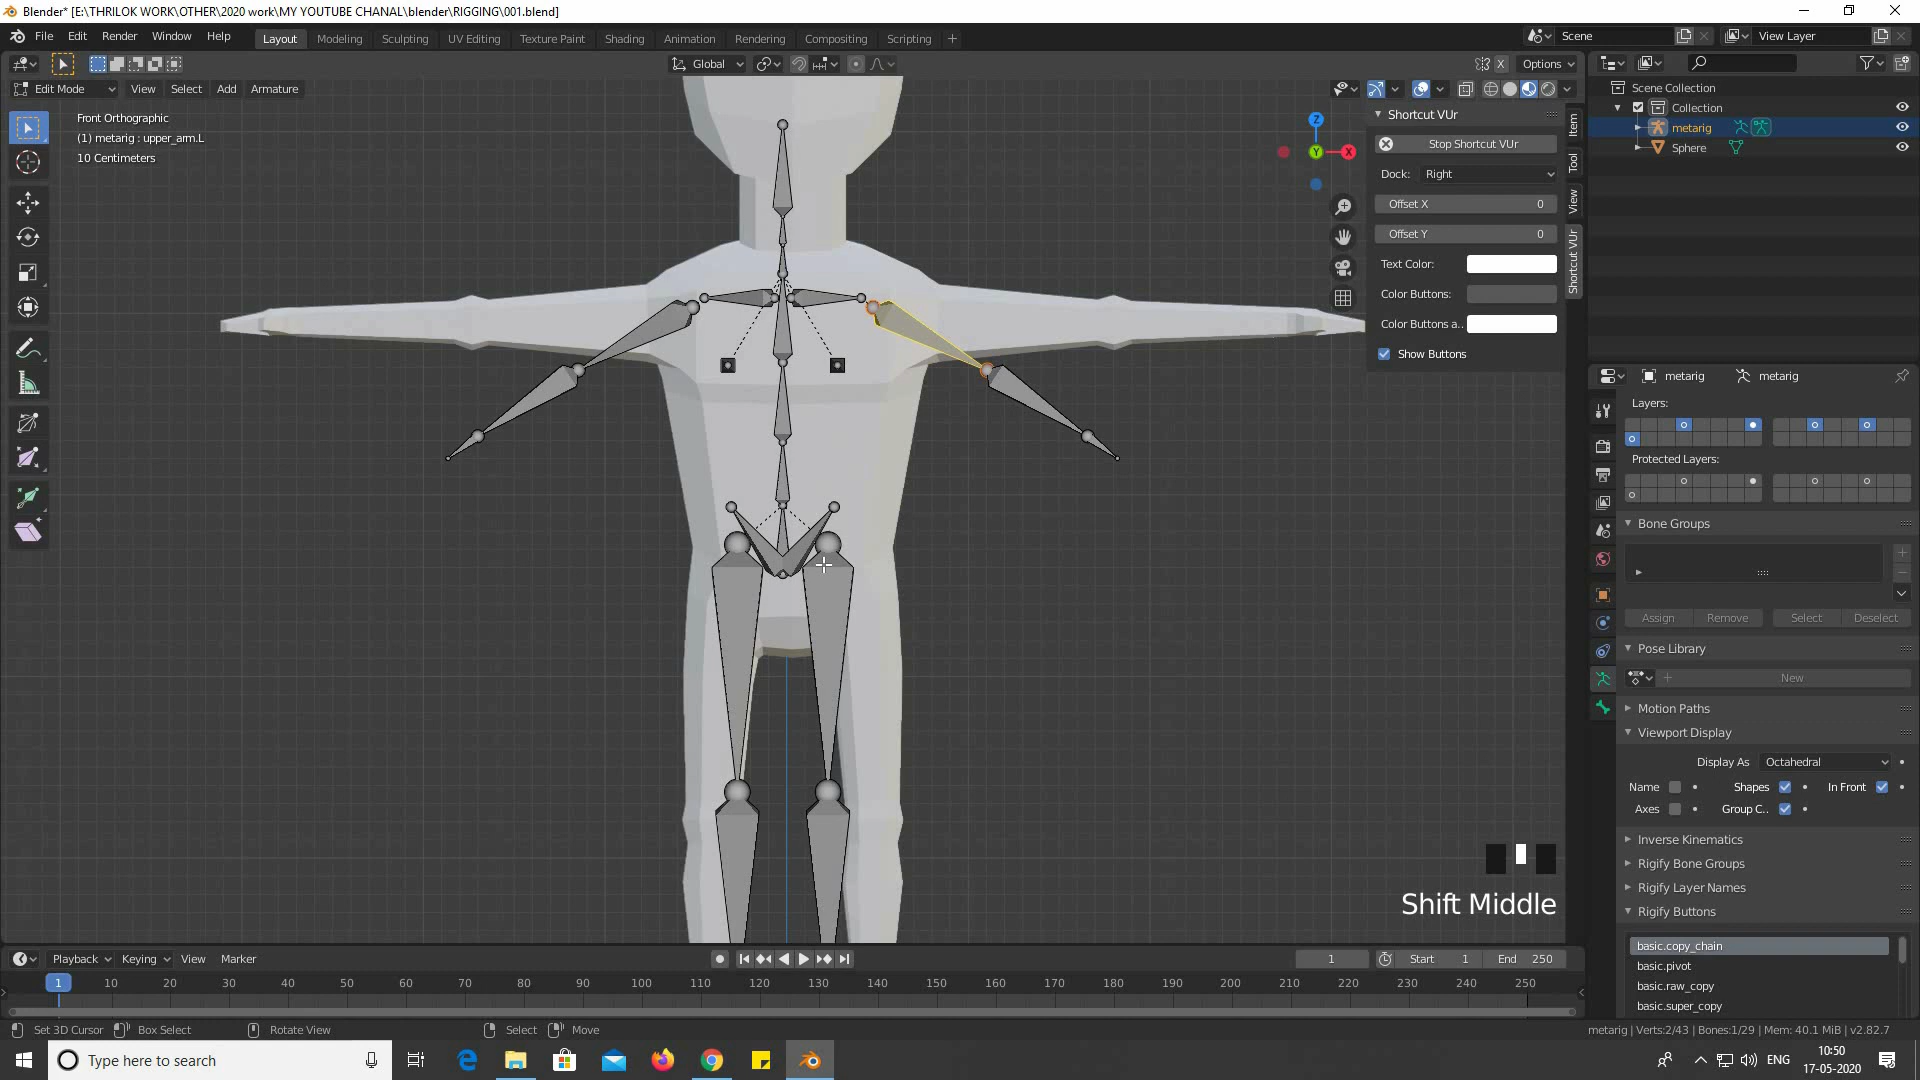 Blender* [E:\THRILOK WORK\OTHER\2020 work\MY YOUTUBE CHANAL\blender\RIGGING\001.blend]
File Edit Render Window Help Layout Modeling Sculpting UV Editing Texture Paint Shading Animation Rendering Compositing Scripting + Scene View Layer
Global X Options
Edit Mode View Select Add Armature
Front Orthographic
(1) metarig : upper_arm.L
10 Centimeters
Z
Y
X
Shortcut VUr
Stop Shortcut VUr
Dock: Right
Offset X 0
Offset Y 0
Text Color:
Color Buttons:
Color Buttons a..
Show Buttons
Item
Tool
View
Shortcut VUr
Scene Collection
Collection
metarig
Sphere
metarig metarig
Layers:
Protected Layers:
Bone Groups
Assign Remove Select Deselect
Pose Library
New
Motion Paths
Viewport Display
Display As Octahedral
Name Shapes In Front
Axes Group C..
Inverse Kinematics
Rigify Bone Groups
Rigify Layer Names
Rigify Buttons
basic.copy_chain
basic.pivot
basic.raw_copy
basic.super_copy
Shift Middle
Playback Keying View Marker 1 Start 1 End 250
1 10 20 30 40 50 60 70 80 90 100 110 120 130 140 150 160 170 180 190 200 210 220 230 240 250
Set 3D Cursor Box Select Rotate View Select Move metarig | Verts:2/43 | Bones:1/29 | Mem: 40.1 MiB | v2.82.7
Type here to search
ENG
10:50
17-05-2020